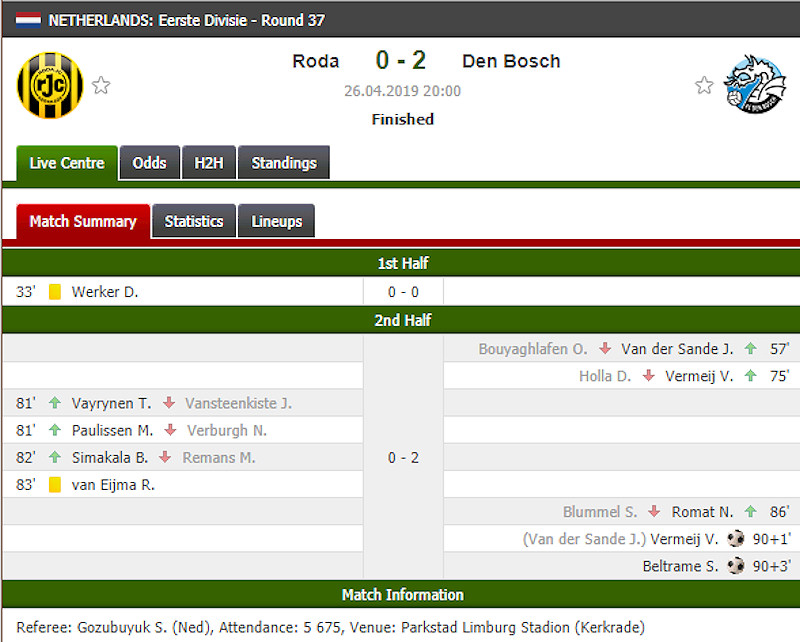 NETHERLANDS: Eerste Divisie - Round 37
Roda 0 - 2 Den Bosch
26.04.2019 20:00
Finished
rjc
Live Centre Odds H2H Standings
Match Summary Statistics Lineups
1st Half
33' Werker D. 0 - 0
2nd Half
Bouyaghlafen O. Van der Sande J. 57'
Holla D. Vermeij V. 75'
81' Vayrynen T. Vansteenkiste J.
81' Paulissen M. Verburgh N.
82' Simakala B. Remans M. 0 - 2
83' van Eijma R.
Blummel S. Romat N. 86'
(Van der Sande J.) Vermeij V. 90+1'
Beltrame S. 90+3'
Match Information
Referee: Gozubuyuk S. (Ned), Attendance: 5 675, Venue: Parkstad Limburg Stadion (Kerkrade)